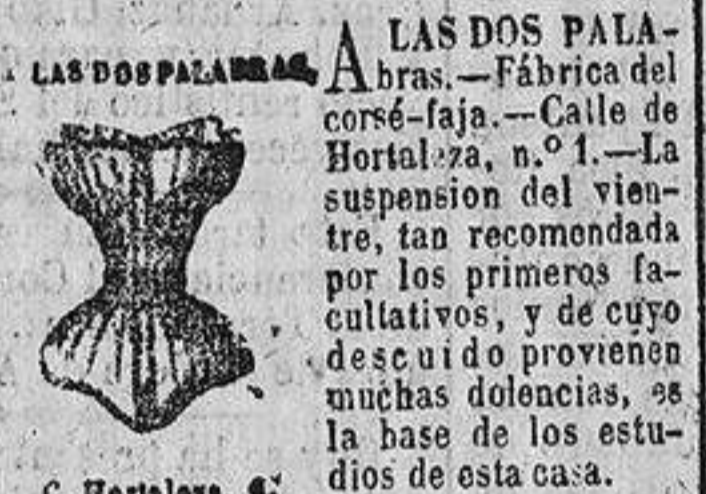 LAS DOS PALABRAS,
A LAS DOS PALA-
bras.—Fábrica del
corsé-faja.—Calle de
Hortaleza, n.º 1.—La
suspension del vien-
tre, tan recomendada
por los primeros fa-
cultativos, y de cuyo
descuido provienen
muchas dolencias, es
la base de los estu-
dios de esta casa.
C. Hortaleza,